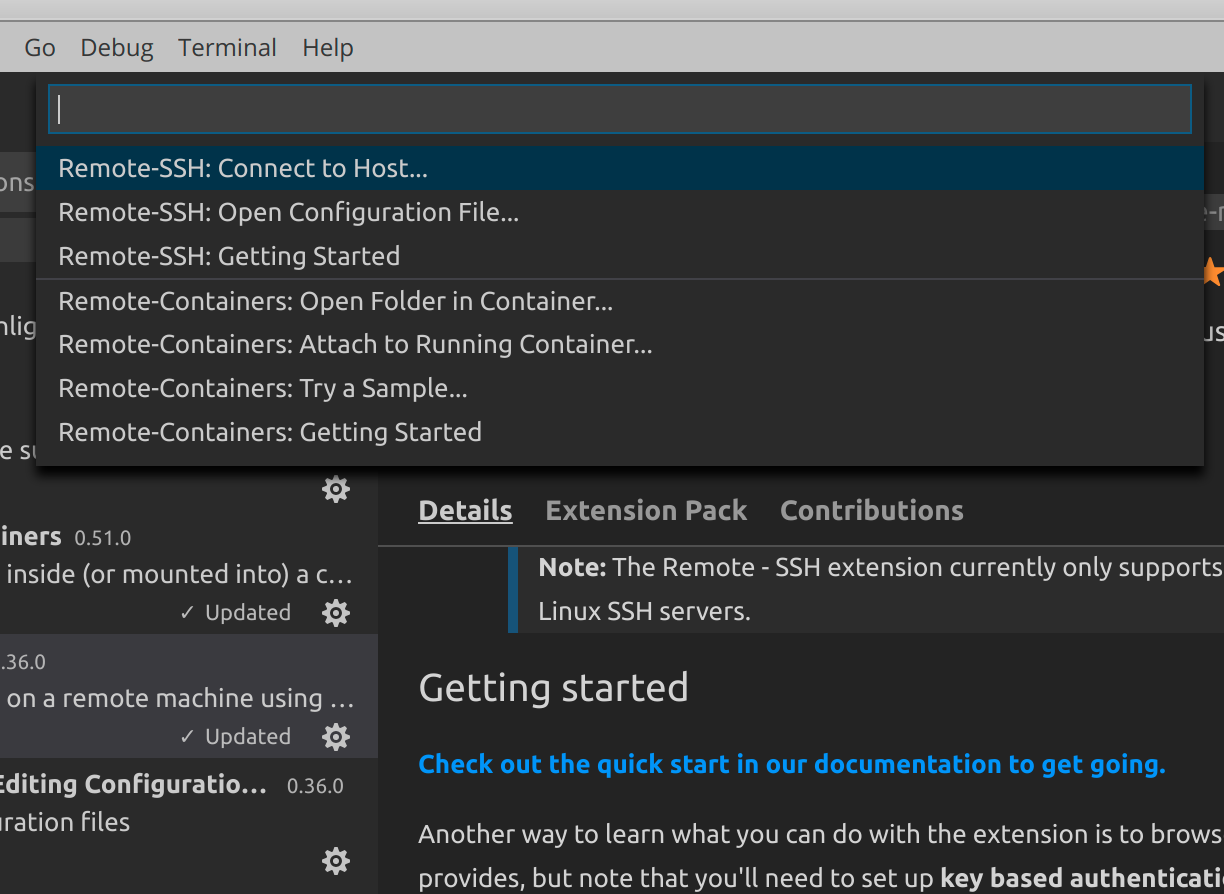 Go Debug Terminal Help
Remote-SSH: Connect to Host...
Remote-SSH: Open Configuration File...
Remote-SSH: Getting Started
Remote-Containers: Open Folder in Container...
Remote-Containers: Attach to Running Container...
Remote-Containers: Try a Sample...
Remote-Containers: Getting Started
Details Extension Pack Contributions
0.51.0
inside (or mounted into) a c...
✓ Updated
.36.0
on a remote machine using ...
✓ Updated
Editing Configuratio... 0.36.0
files
Note: The Remote - SSH extension currently only supports
Linux SSH servers.
Getting started
Check out the quick start in our documentation to get going.
Another way to learn what you can do with the extension is to brows
provides, but note that you'll need to set up key based authenticati